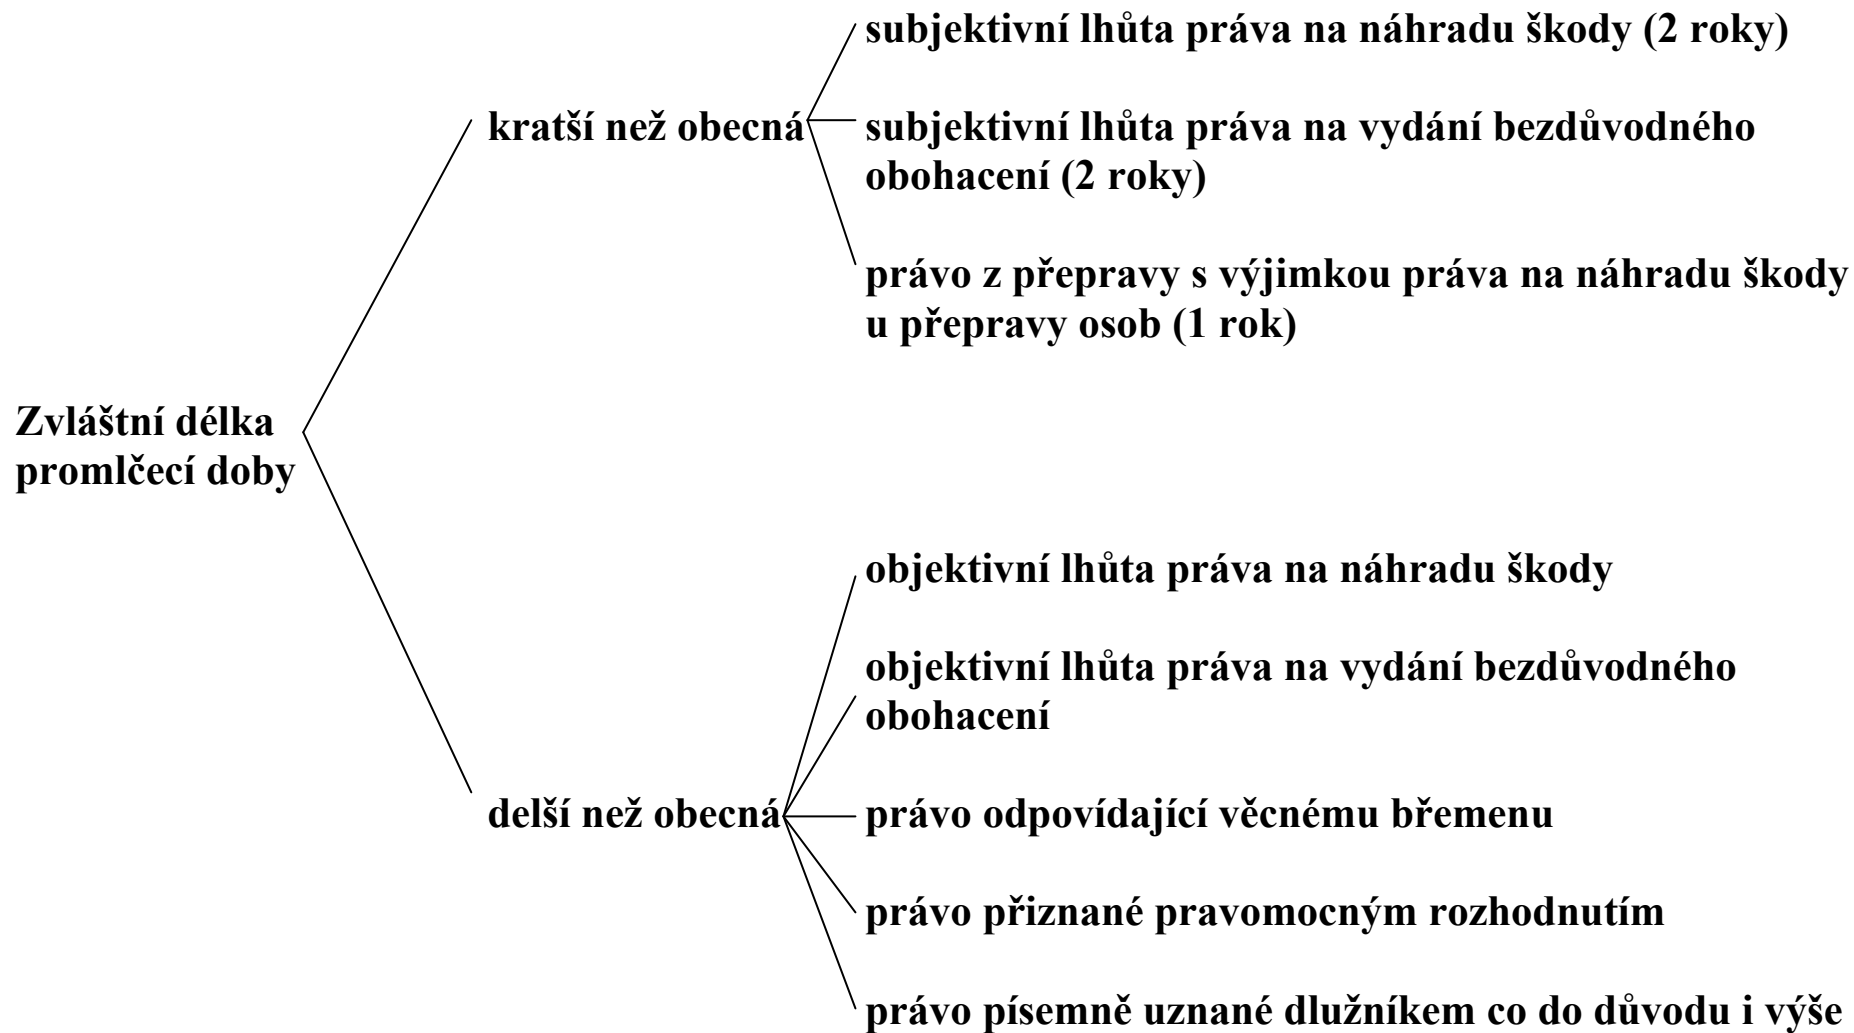 subjektivní lhůta práva na náhradu škody (2 roky)
kratší než obecná
subjektivní lhůta práva na vydání bezdůvodného
obohacení (2 roky)
právo z přepravy s výjimkou práva na náhradu škody
u přepravy osob (1 rok)
Zvláštní délka
promlčecí doby
objektivní lhůta práva na náhradu škody
objektivní lhůta práva na vydání bezdůvodného
obohacení
delší než obecná
právo odpovídající věcnému břemenu
právo přiznané pravomocným rozhodnutím
právo písemně uznané dlužníkem co do důvodu i výše